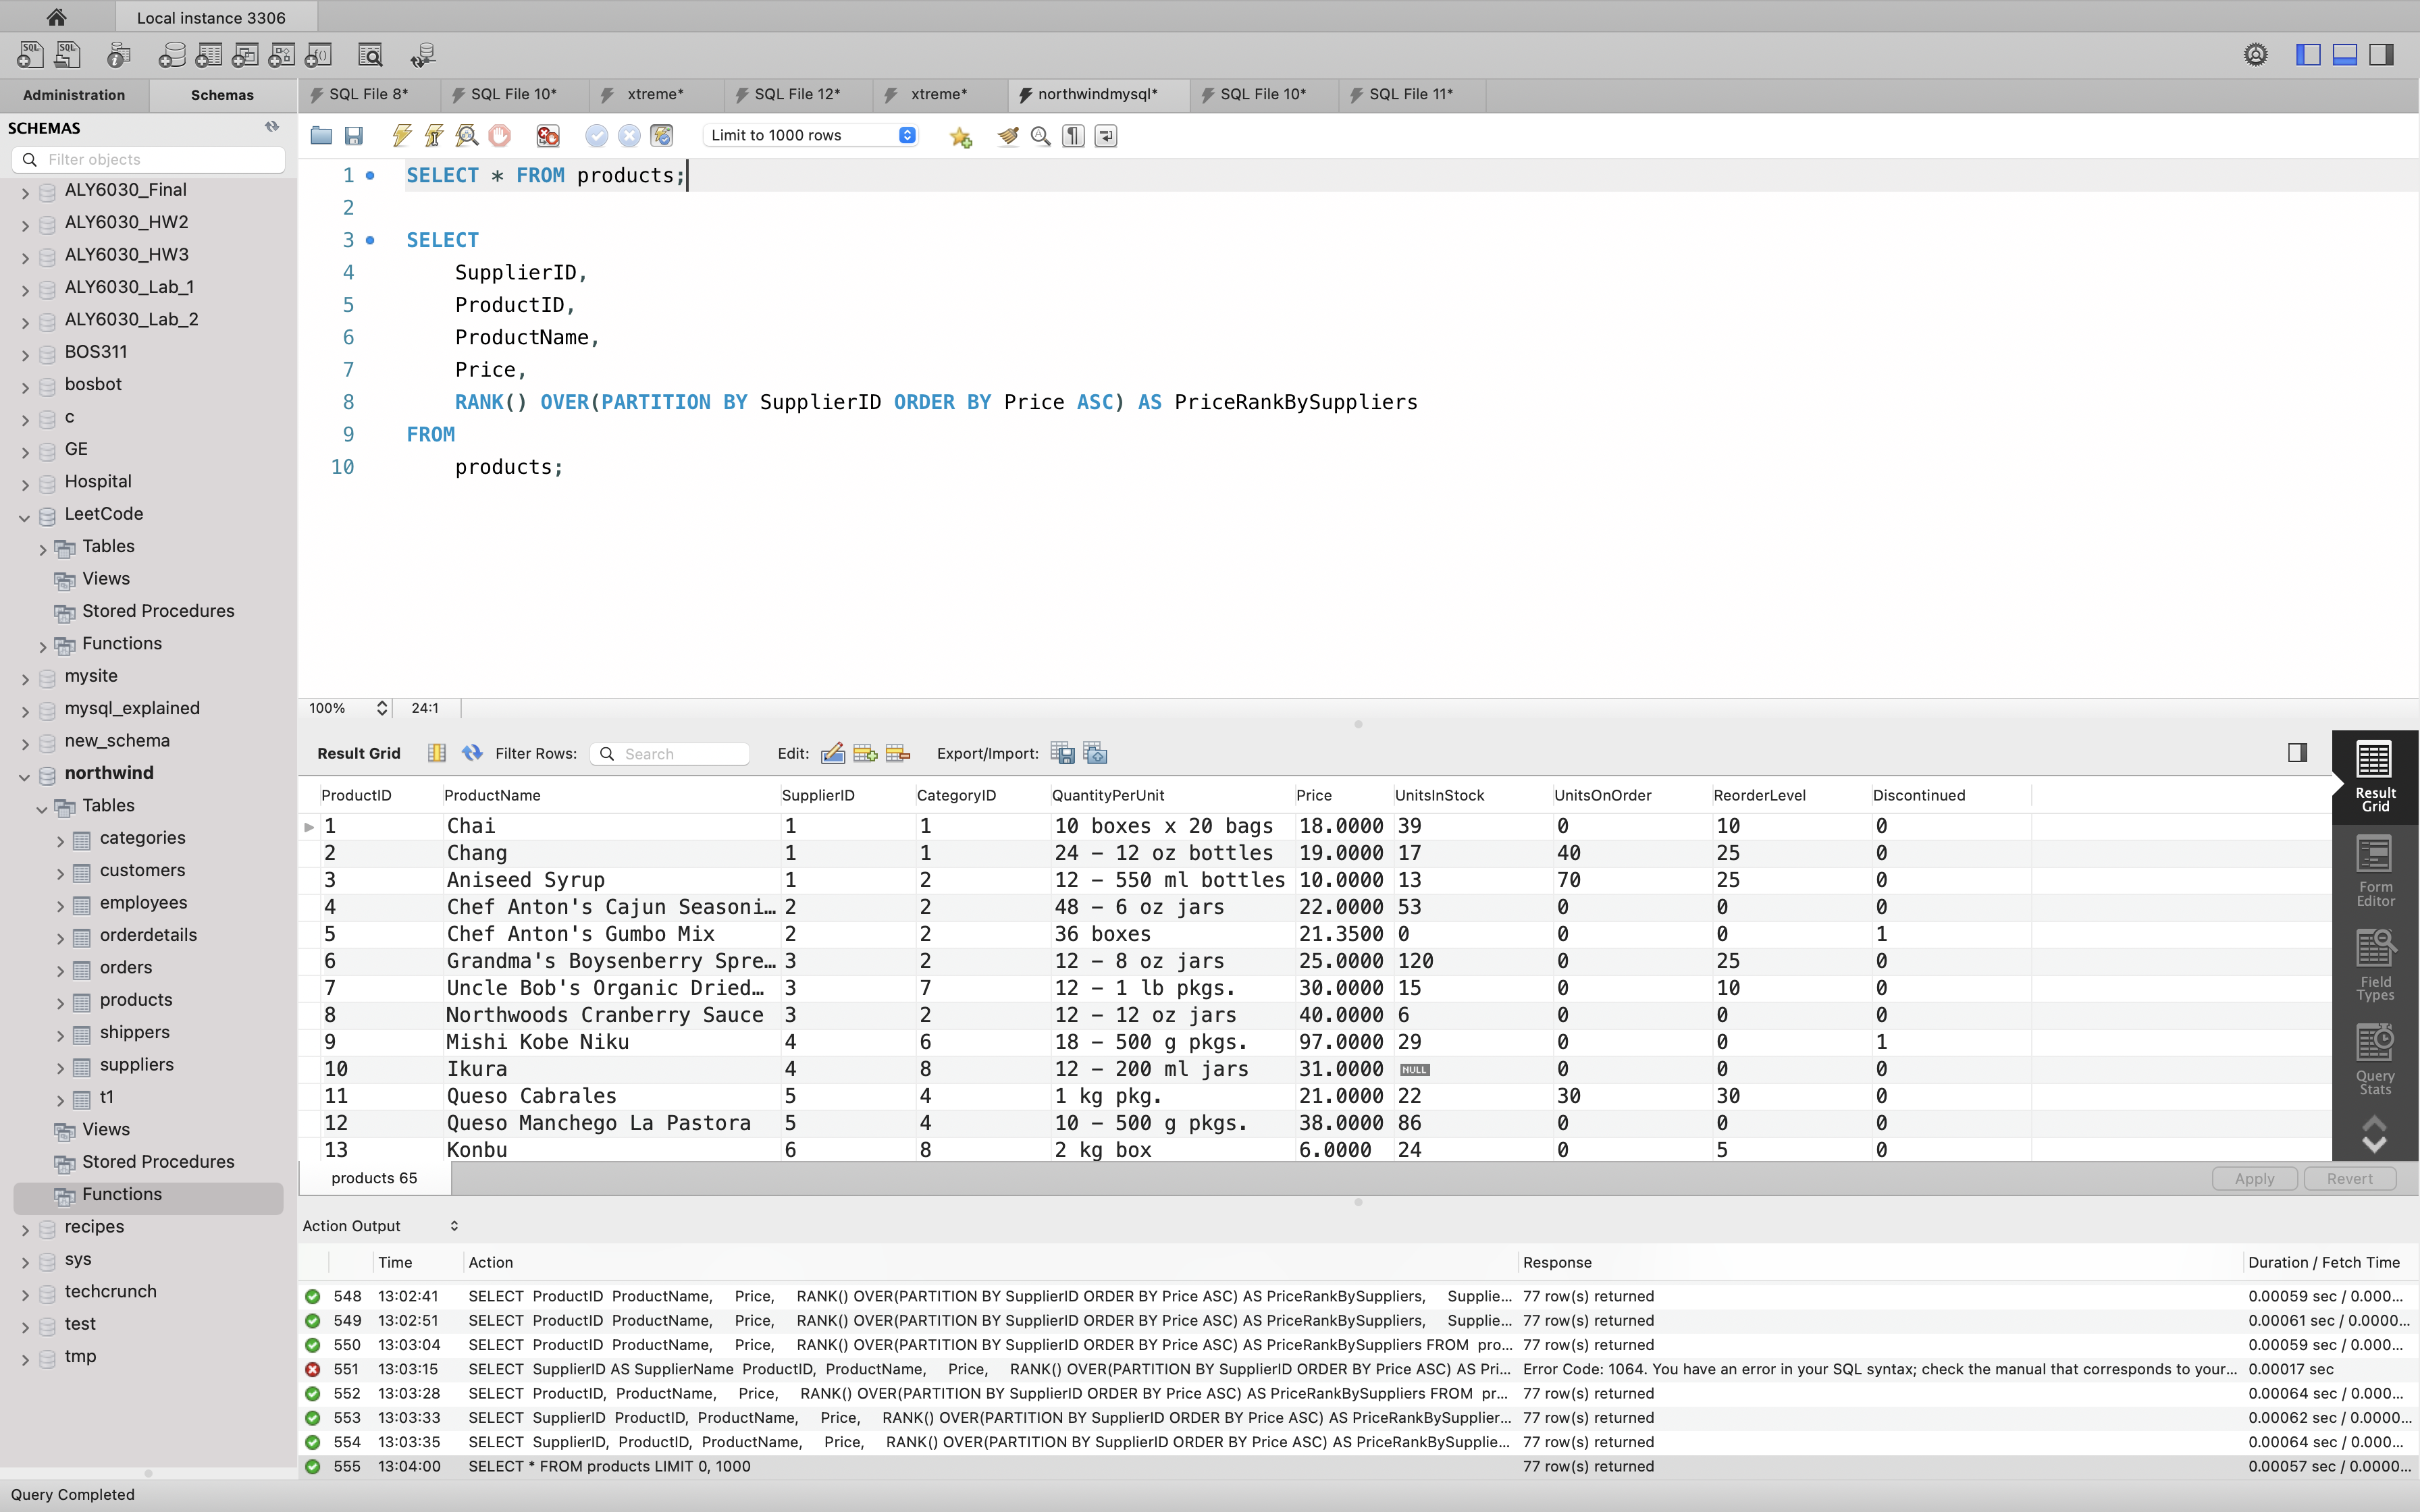 Local instance 3306
Administration Schemas SQL File 8* SQL File 10* xtreme* SQL File 12* xtreme* northwindmysql* SQL File 10* SQL File 11*
SCHEMAS
Limit to 1000 rows
Filter objects
ALY6030_Final
ALY6030_HW2
ALY6030_HW3
ALY6030_Lab_1
ALY6030_Lab_2
BOS311
bosbot
c
GE
Hospital
LeetCode
Tables
Views
Stored Procedures
Functions
mysite
mysql_explained
new_schema
northwind
Tables
categories
customers
employees
orderdetails
orders
products
shippers
suppliers
t1
Views
Stored Procedures
Functions
recipes
sys
techcrunch
test
tmp
1 SELECT * FROM products;
2
3 SELECT
4 SupplierID,
5 ProductID,
6 ProductName,
7 Price,
8 RANK() OVER(PARTITION BY SupplierID ORDER BY Price ASC) AS PriceRankBySuppliers
9 FROM
10 products;
100% 24:1
Result Grid Filter Rows: Search Edit: Export/Import:
ProductID ProductName SupplierID CategoryID QuantityPerUnit Price UnitsInStock UnitsOnOrder ReorderLevel Discontinued
1 Chai 1 1 10 boxes x 20 bags 18.0000 39 0 10 0
2 Chang 1 1 24 - 12 oz bottles 19.0000 17 40 25 0
3 Aniseed Syrup 1 2 12 - 550 ml bottles 10.0000 13 70 25 0
4 Chef Anton's Cajun Seasoni... 2 2 48 - 6 oz jars 22.0000 53 0 0 0
5 Chef Anton's Gumbo Mix 2 2 36 boxes 21.3500 0 0 0 1
6 Grandma's Boysenberry Spre... 3 2 12 - 8 oz jars 25.0000 120 0 25 0
7 Uncle Bob's Organic Dried... 3 7 12 - 1 lb pkgs. 30.0000 15 0 10 0
8 Northwoods Cranberry Sauce 3 2 12 - 12 oz jars 40.0000 6 0 0 0
9 Mishi Kobe Niku 4 6 18 - 500 g pkgs. 97.0000 29 0 0 1
10 Ikura 4 8 12 - 200 ml jars 31.0000 NULL 0 0 0
11 Queso Cabrales 5 4 1 kg pkg. 21.0000 22 30 30 0
12 Queso Manchego La Pastora 5 4 10 - 500 g pkgs. 38.0000 86 0 0 0
13 Konbu 6 8 2 kg box 6.0000 24 0 5 0
Result
Grid
Form
Editor
Field
Types
Query
Stats
products 65 Apply Revert
Action Output
Time Action Response Duration / Fetch Time
548 13:02:41 SELECT ProductID ProductName, Price, RANK() OVER(PARTITION BY SupplierID ORDER BY Price ASC) AS PriceRankBySuppliers, Supplie... 77 row(s) returned 0.00059 sec / 0.000...
549 13:02:51 SELECT ProductID ProductName, Price, RANK() OVER(PARTITION BY SupplierID ORDER BY Price ASC) AS PriceRankBySuppliers, Supplie... 77 row(s) returned 0.00061 sec / 0.0000...
550 13:03:04 SELECT ProductID ProductName, Price, RANK() OVER(PARTITION BY SupplierID ORDER BY Price ASC) AS PriceRankBySuppliers FROM pro... 77 row(s) returned 0.00059 sec / 0.000...
551 13:03:15 SELECT SupplierID AS SupplierName ProductID, ProductName, Price, RANK() OVER(PARTITION BY SupplierID ORDER BY Price ASC) AS Pri... Error Code: 1064. You have an error in your SQL syntax; check the manual that corresponds to your... 0.00017 sec
552 13:03:28 SELECT ProductID, ProductName, Price, RANK() OVER(PARTITION BY SupplierID ORDER BY Price ASC) AS PriceRankBySuppliers FROM pr... 77 row(s) returned 0.00064 sec / 0.000...
553 13:03:33 SELECT SupplierID ProductID, ProductName, Price, RANK() OVER(PARTITION BY SupplierID ORDER BY Price ASC) AS PriceRankBySupplier... 77 row(s) returned 0.00062 sec / 0.0000...
554 13:03:35 SELECT SupplierID, ProductID, ProductName, Price, RANK() OVER(PARTITION BY SupplierID ORDER BY Price ASC) AS PriceRankBySupplie... 77 row(s) returned 0.00064 sec / 0.000...
555 13:04:00 SELECT * FROM products LIMIT 0, 1000 77 row(s) returned 0.00057 sec / 0.0000...
Query Completed